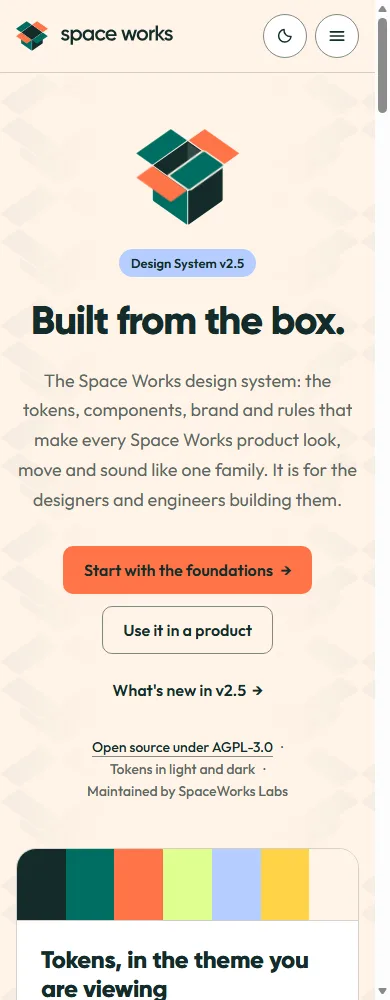 space works
Design System v2.5
Built from the box.
The Space Works design system: the
tokens, components, brand and rules that
make every Space Works product look,
move and sound like one family. It is for the
designers and engineers building them.
Start with the foundations →
Use it in a product
What's new in v2.5 →
Open source under AGPL-3.0 ·
Tokens in light and dark ·
Maintained by SpaceWorks Labs
Tokens, in the theme you
are viewing